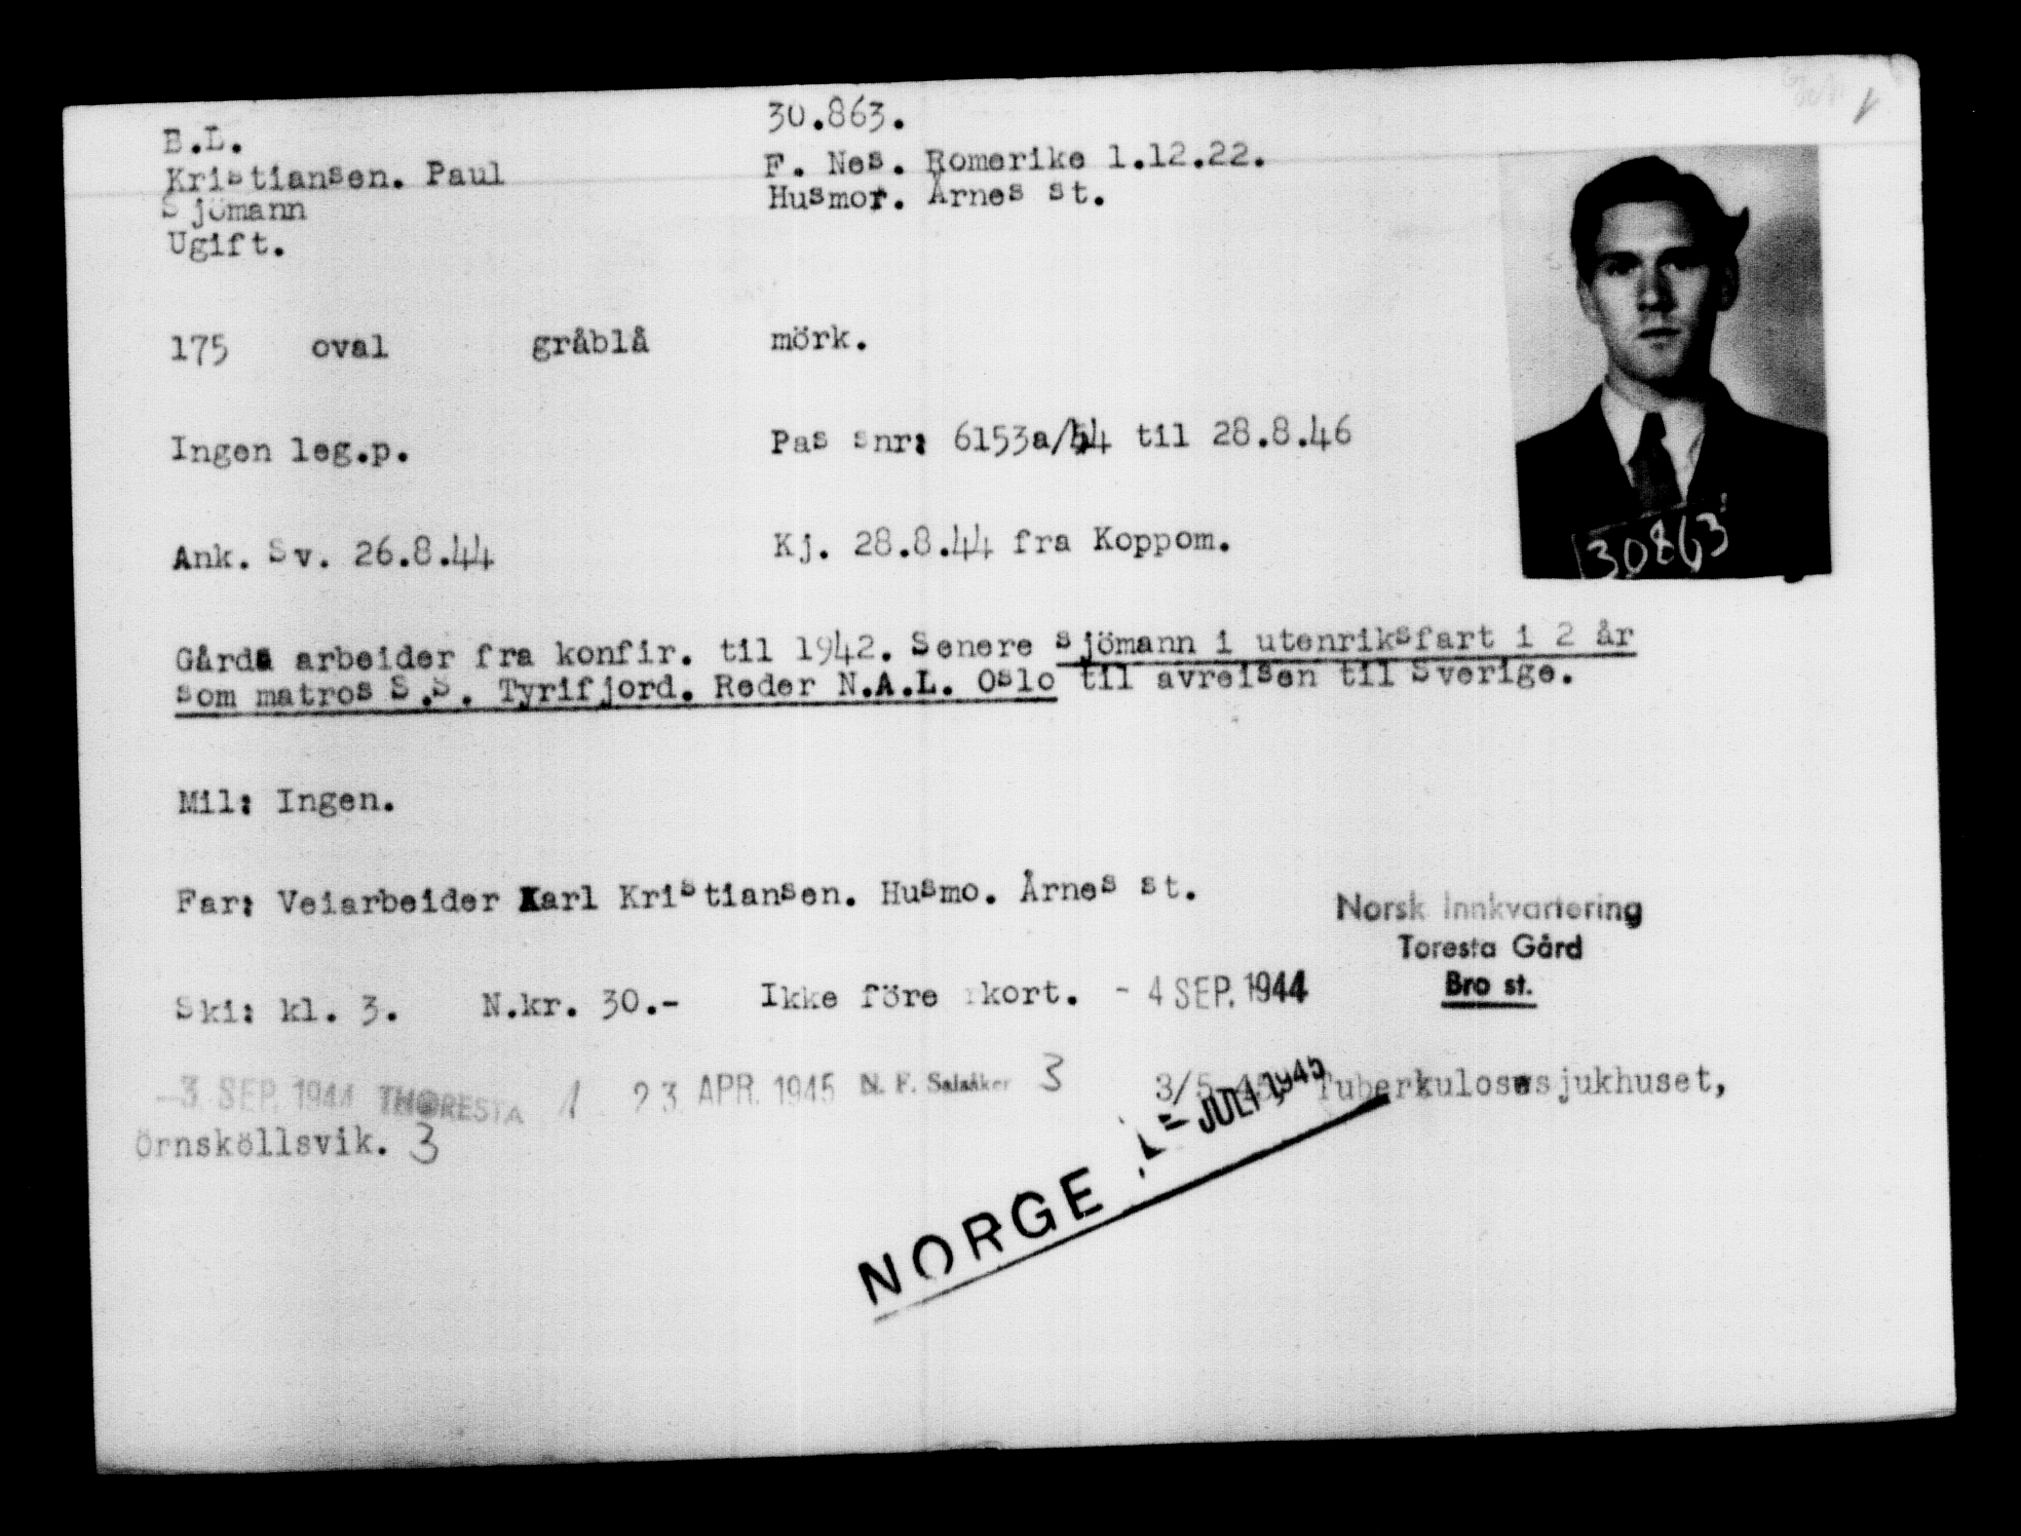 E.L.
30.863.
Kristiansen. Paul
F. Nes. Romerike 1.12.22.
Sjömann
Husmor. Årnes st.
Ugift.
175 oval gråblå mörk.
Ingen leg.p.
Pas snr: 6153a/44 til 28.8.46
Ank. Sv. 26.8.44
Kj. 28.8.44 fra Koppom.
30863
Gårds arbeider fra konfir. til 1942. Senere sjömann i utenriksfart i 2 år
som matros S.S. Tyrifjord. Reder N.A.L. Oslo til avreisen til Sverige.
Mil: Ingen.
Far: Veiarbeider Karl Kristiansen. Husmo. Årnes st.
Norsk Innkvartering
Toresta Gård
Bro st.
Ski: kl. 3. N.kr. 30.- Ikke före kort. - 4 SEP. 1944
-3 SEP. 1944 THORESTA 1 23 APR. 1945 N. F. Salsåker 3 3/5 45. Tuberkulosesjukhuset,
Örnsköllsvik. 3
NORGE JULI 1945